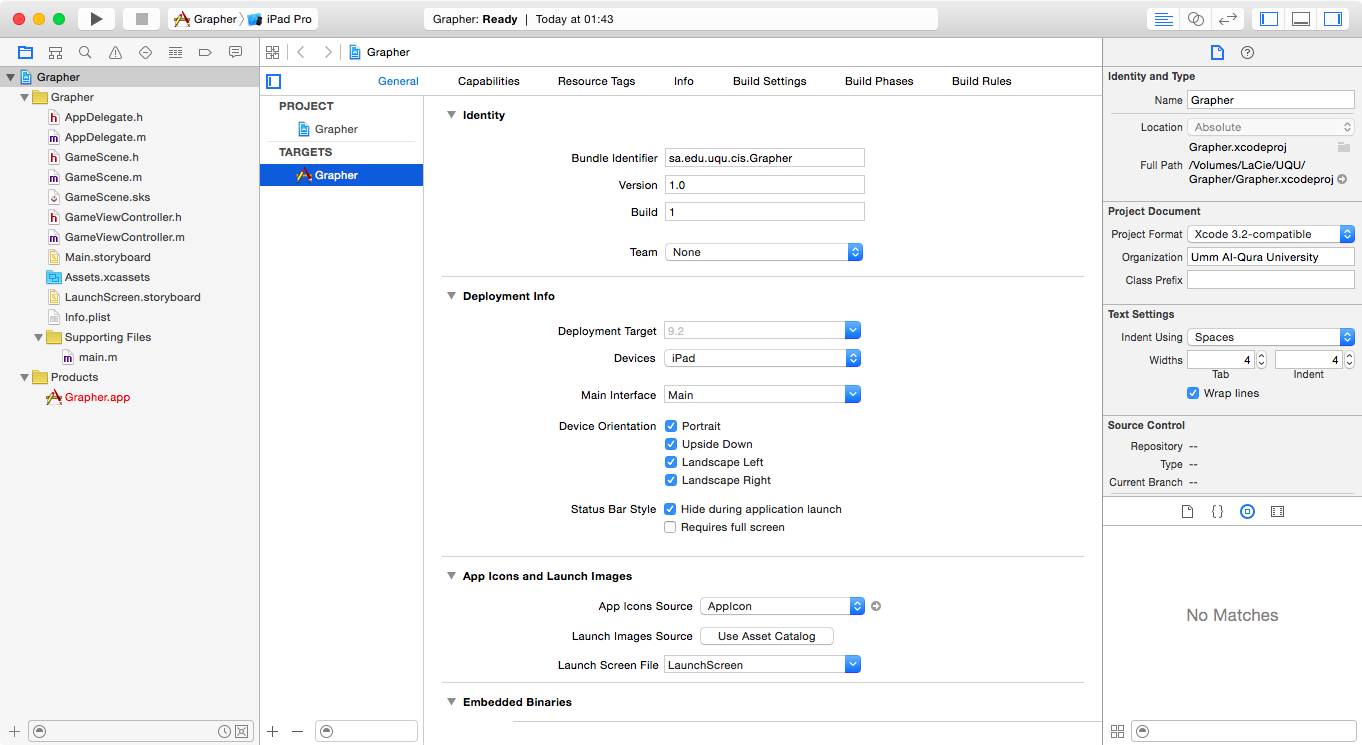 Grapher
iPad Pro
Grammar: Ready | Today at 01:43
Grapher
Grapher
AppDelegate.h
AppDelegate.m
GameScene.h
GameScene.m
GameScene.sks
GameViewController.h
GameViewController.m
Main.storyboard
Assets.xcassets
LaunchScreen.storyboard
Info.plist
Supporting Files
main.m
Products
Grapher.app
Grapher
General Capabilities Resource Tags Info Build Settings Build Phases Build Rules
PROJECT
Grapher
TARGETS
Grapher
Identity
Bundle Identifier sa.edu.uqu.cis.Grapher
Version 1.0
Build 1
Team None
Deployment Info
Deployment Target 9.2
Devices iPad
Main Interface Main
Device Orientation Portrait
Upside Down
Landscape Left
Landscape Right
Status Bar Style Hide during application launch
Requires full screen
App Icons and Launch Images
App Icons Source AppIcon
Launch Images Source Use Asset Catalog
Launch Screen File LaunchScreen
Embedded Binaries
Identity and Type
Name Grapher
Location Absolute
Grapher.xcodeproj
Full Path /Volumes/LaCie/UQU/
Grapher/Grapher.xcodeproj
Project Document
Project Format Xcode 3.2-compatible
Organization Umm Al-Qura University
Class Prefix
Text Settings
Indent Using Spaces
Widths 4 4
Tab Indent
Wrap lines
Source Control
Repository --
Type --
Current Branch --
No Matches